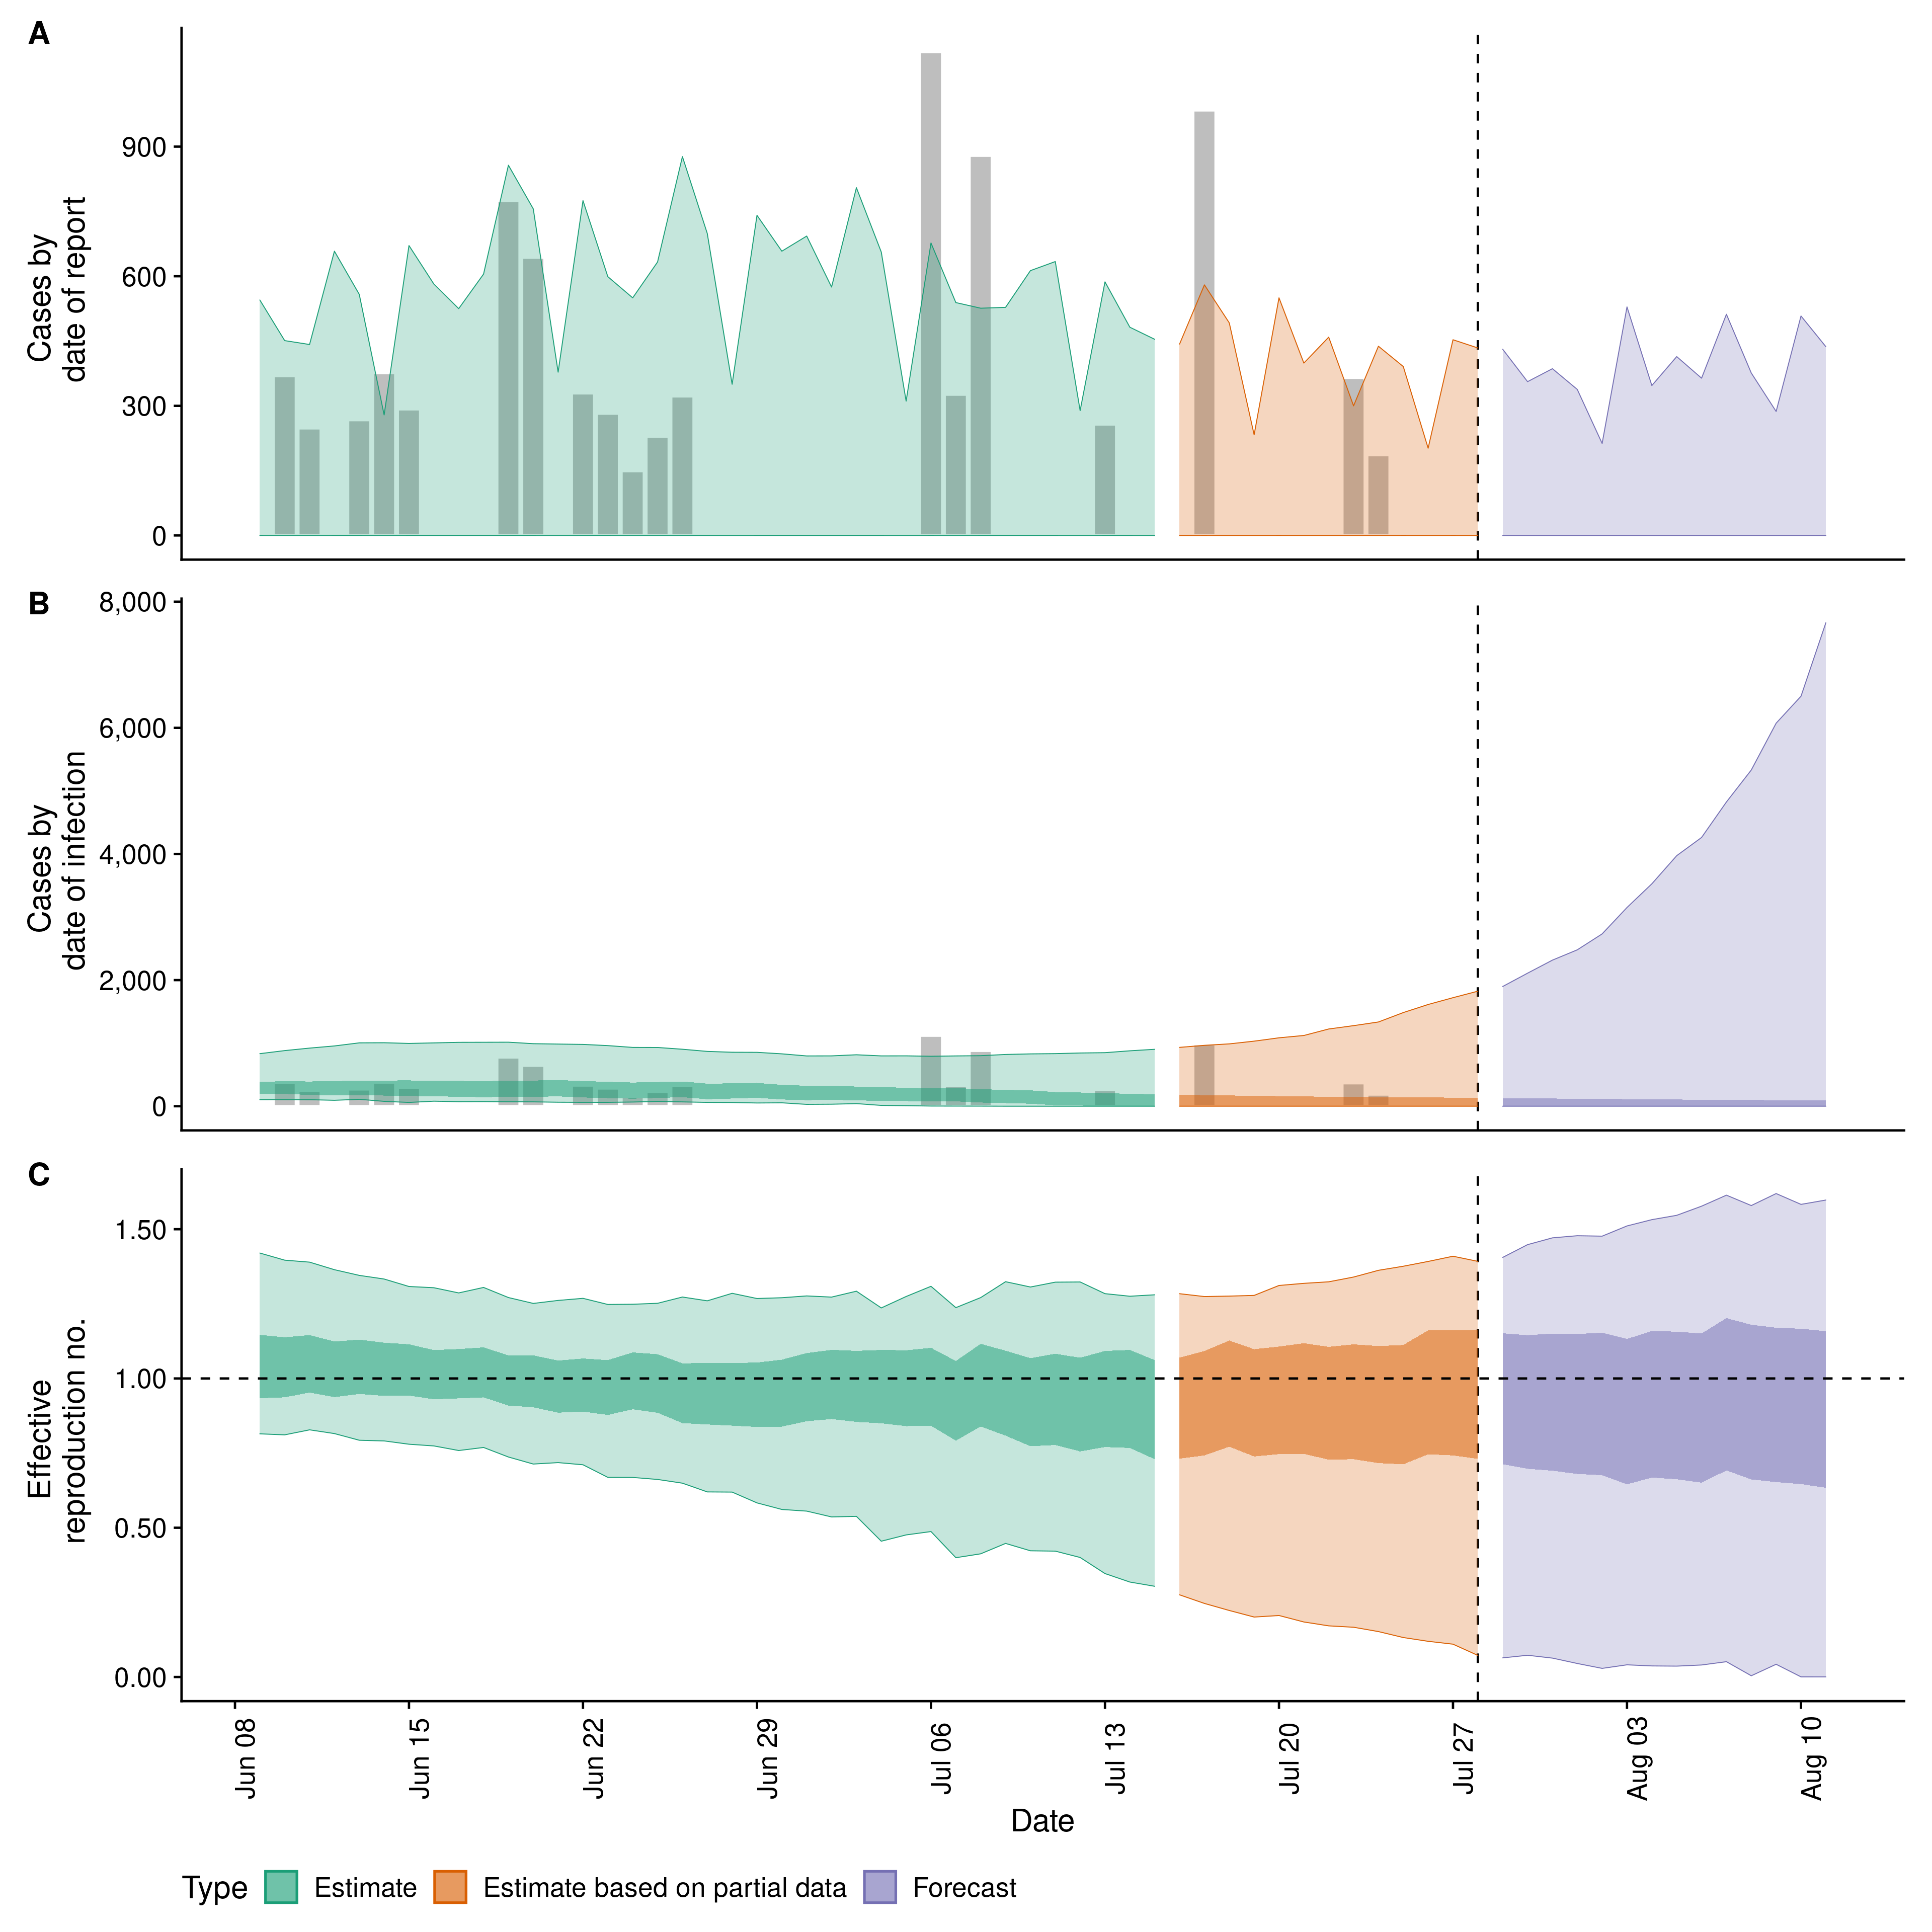 A
Cases by
date of report
900
600
300
0
B
Cases by
date of infection
8,000
6,000
4,000
2,000
0
C
Effective
reproduction no.
1.50
1.00
0.50
0.00
Jun 08
Jun 15
Jun 22
Jun 29
Jul 06
Jul 13
Jul 20
Jul 27
Aug 03
Aug 10
Date
Type Estimate Estimate based on partial data Forecast